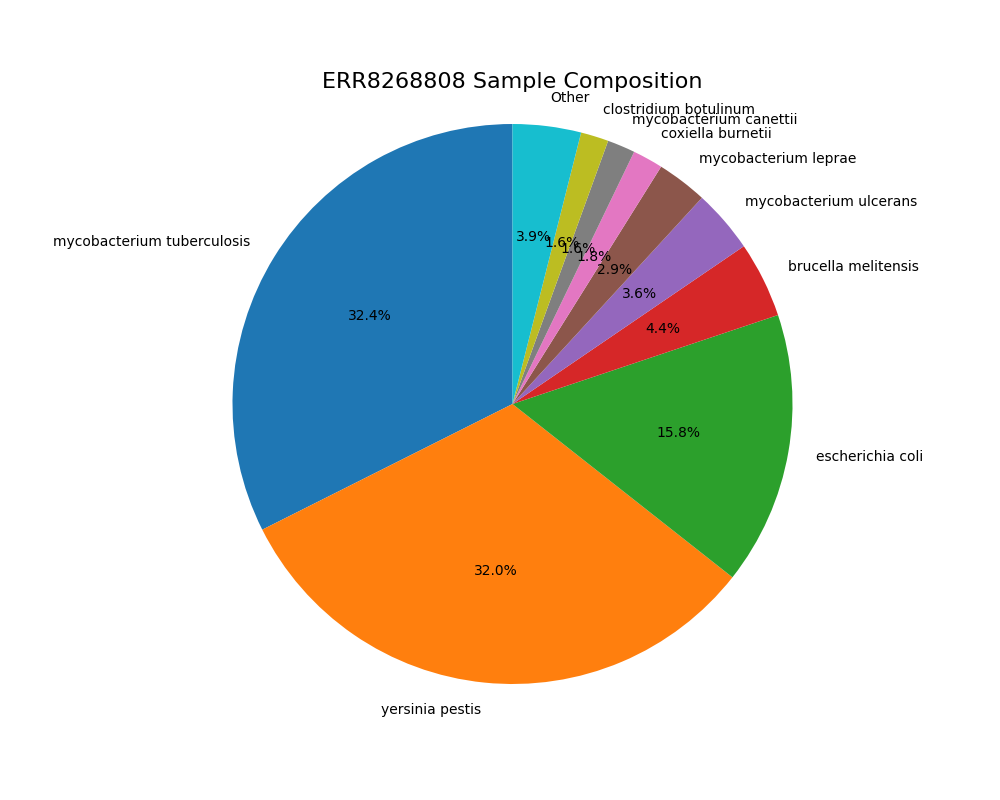 ERR8268808 Sample Composition
Other
clostridium botulinum
mycobacterium canettii
coxiella burnetii
mycobacterium leprae
mycobacterium ulcerans
mycobacterium tuberculosis
brucella melitensis
3.9%
1.6%
1.6%
1.8%
2.9%
3.6%
32.4%
4.4%
15.8%
escherichia coli
32.0%
yersinia pestis